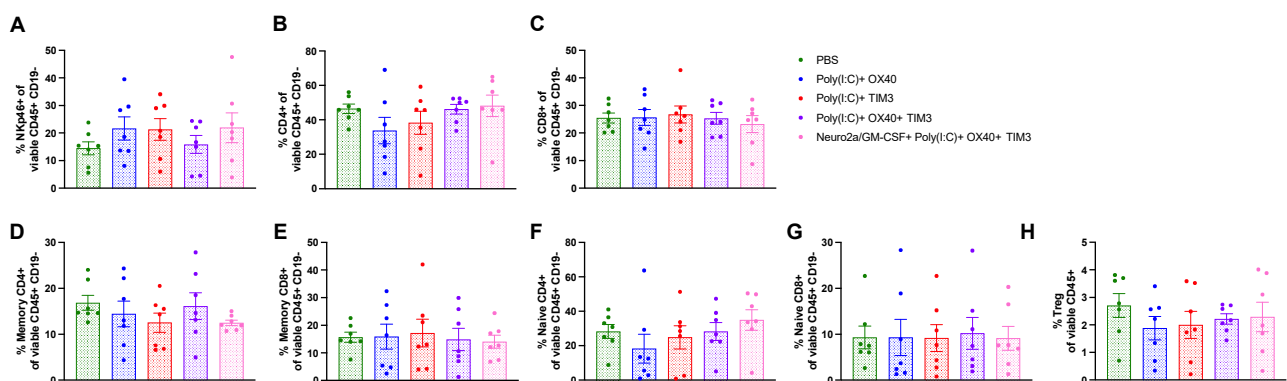 A
% NKp46+ of
viable CD45+ CD19-
50
40
30
20
10
0
B
% CD4+ of
viable CD45+ CD19-
80
60
40
20
0
C
% CD8+ of
viable CD45+ CD19-
50
40
30
20
10
0
PBS
Poly(I:C)+ OX40
Poly(I:C)+ TIM3
Poly(I:C)+ OX40+ TIM3
Neuro2a/GM-CSF+ Poly(I:C)+ OX40+ TIM3
D
% Memory CD4+
of viable CD45+ CD19-
30
20
10
0
E
% Memory CD8+
of viable CD45+ CD19-
50
40
30
20
10
0
F
% Naive CD4+
of viable CD45+ CD19-
80
60
40
20
0
G
% Naive CD8+
of viable CD45+ CD19-
30
20
10
0
H
% Treg
of viable CD45+
5
4
3
2
1
0